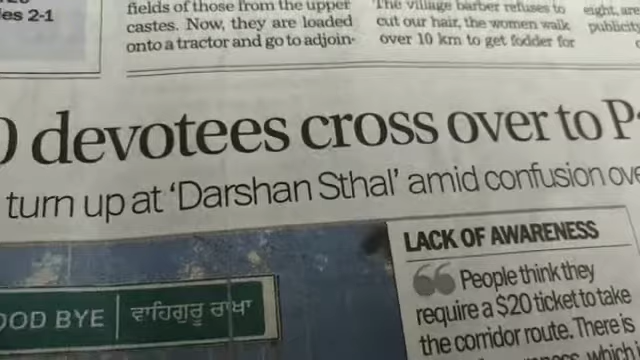 es 2-1
fields of those from the upper
castes. Now, they are loaded
onto a tractor and go to adjoin-
The village barber refuses to
cut our hair, the women walk
over 10 km to get fodder for
eight, are
publicity
devotees cross over to P
turn up at ‘Darshan Sthal’ amid confusion ove
OOD BYE
ਵਾਹਿਗੁਰੂ ਰਾਖਾ
LACK OF AWARENESS
“People think they
require a $20 ticket to take
the corridor route. There is
which